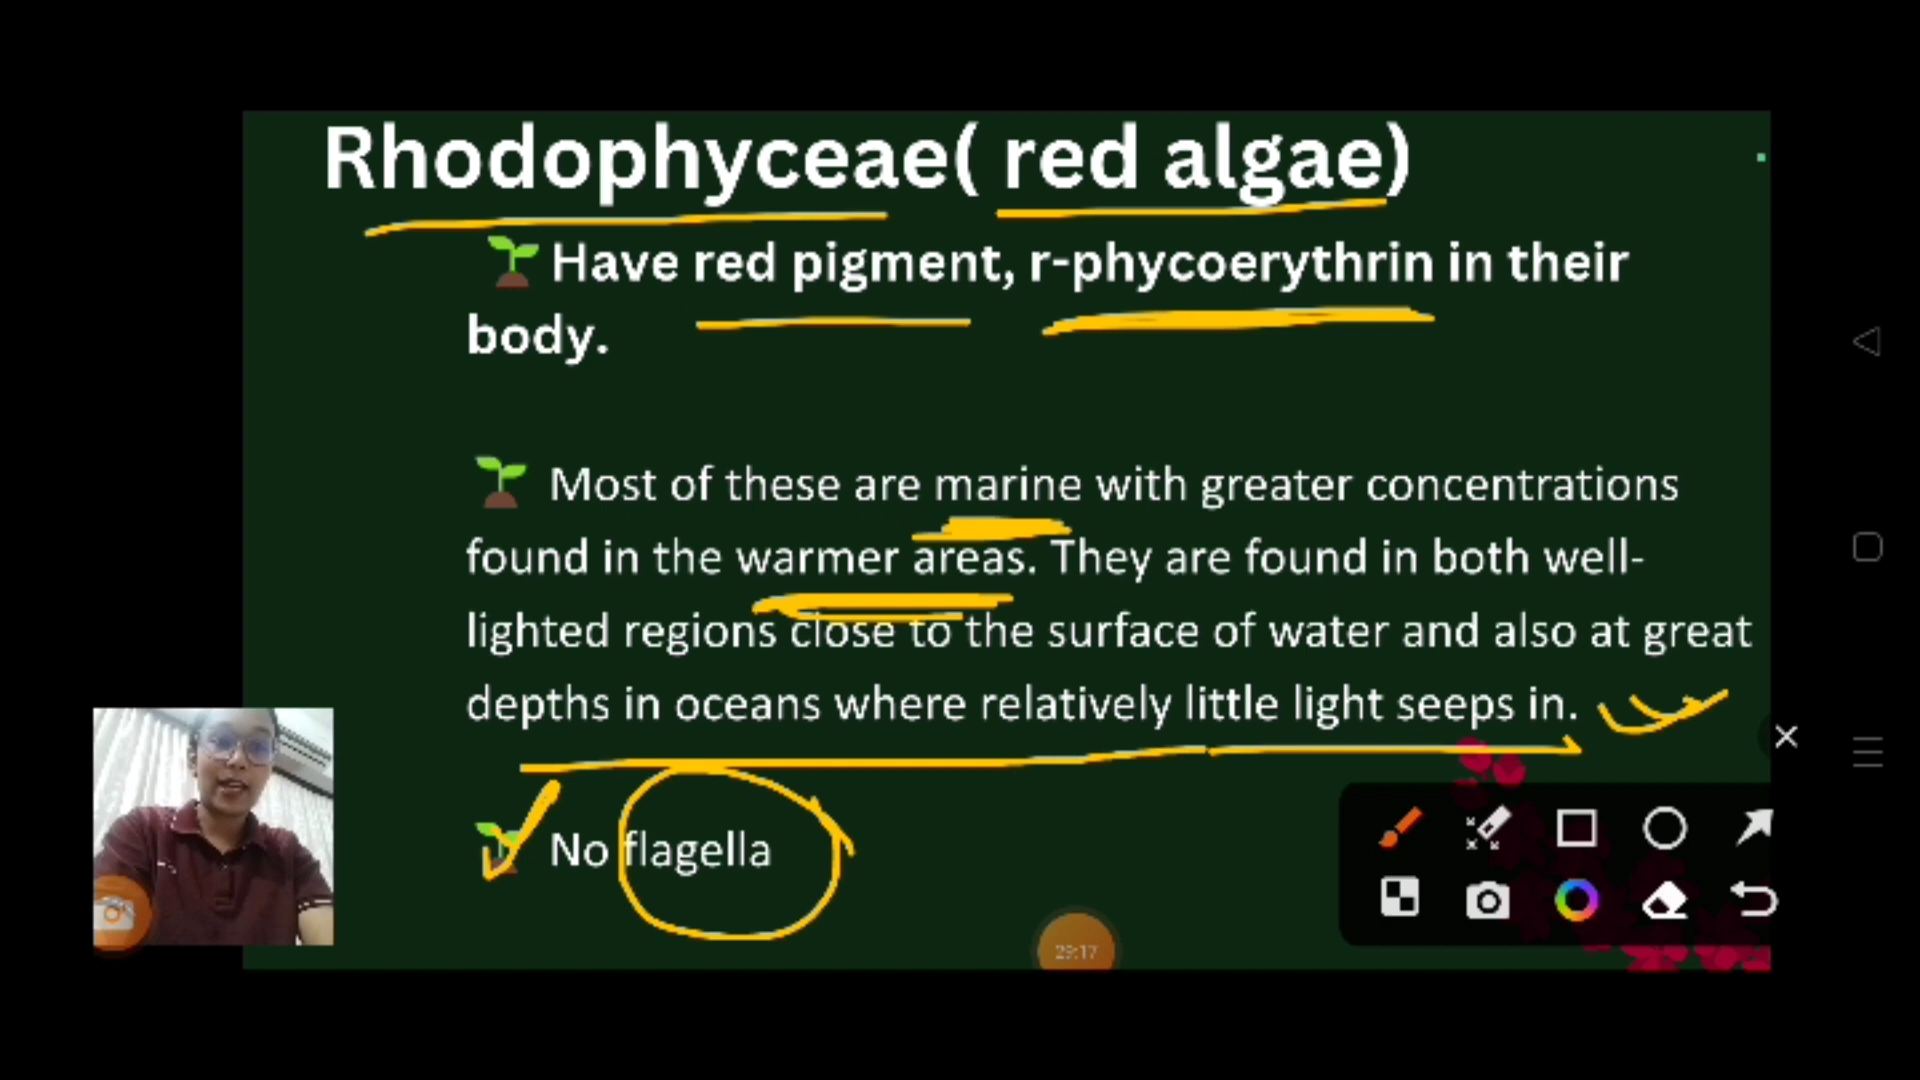 Rhodophyceae( red algae)
Have red pigment, r-phycoerythrin in their
body.
Most of these are marine with greater concentrations
found in the warmer areas. They are found in both well-
lighted regions close to the surface of water and also at great
depths in oceans where relatively little light seeps in.
No flagella
29:17